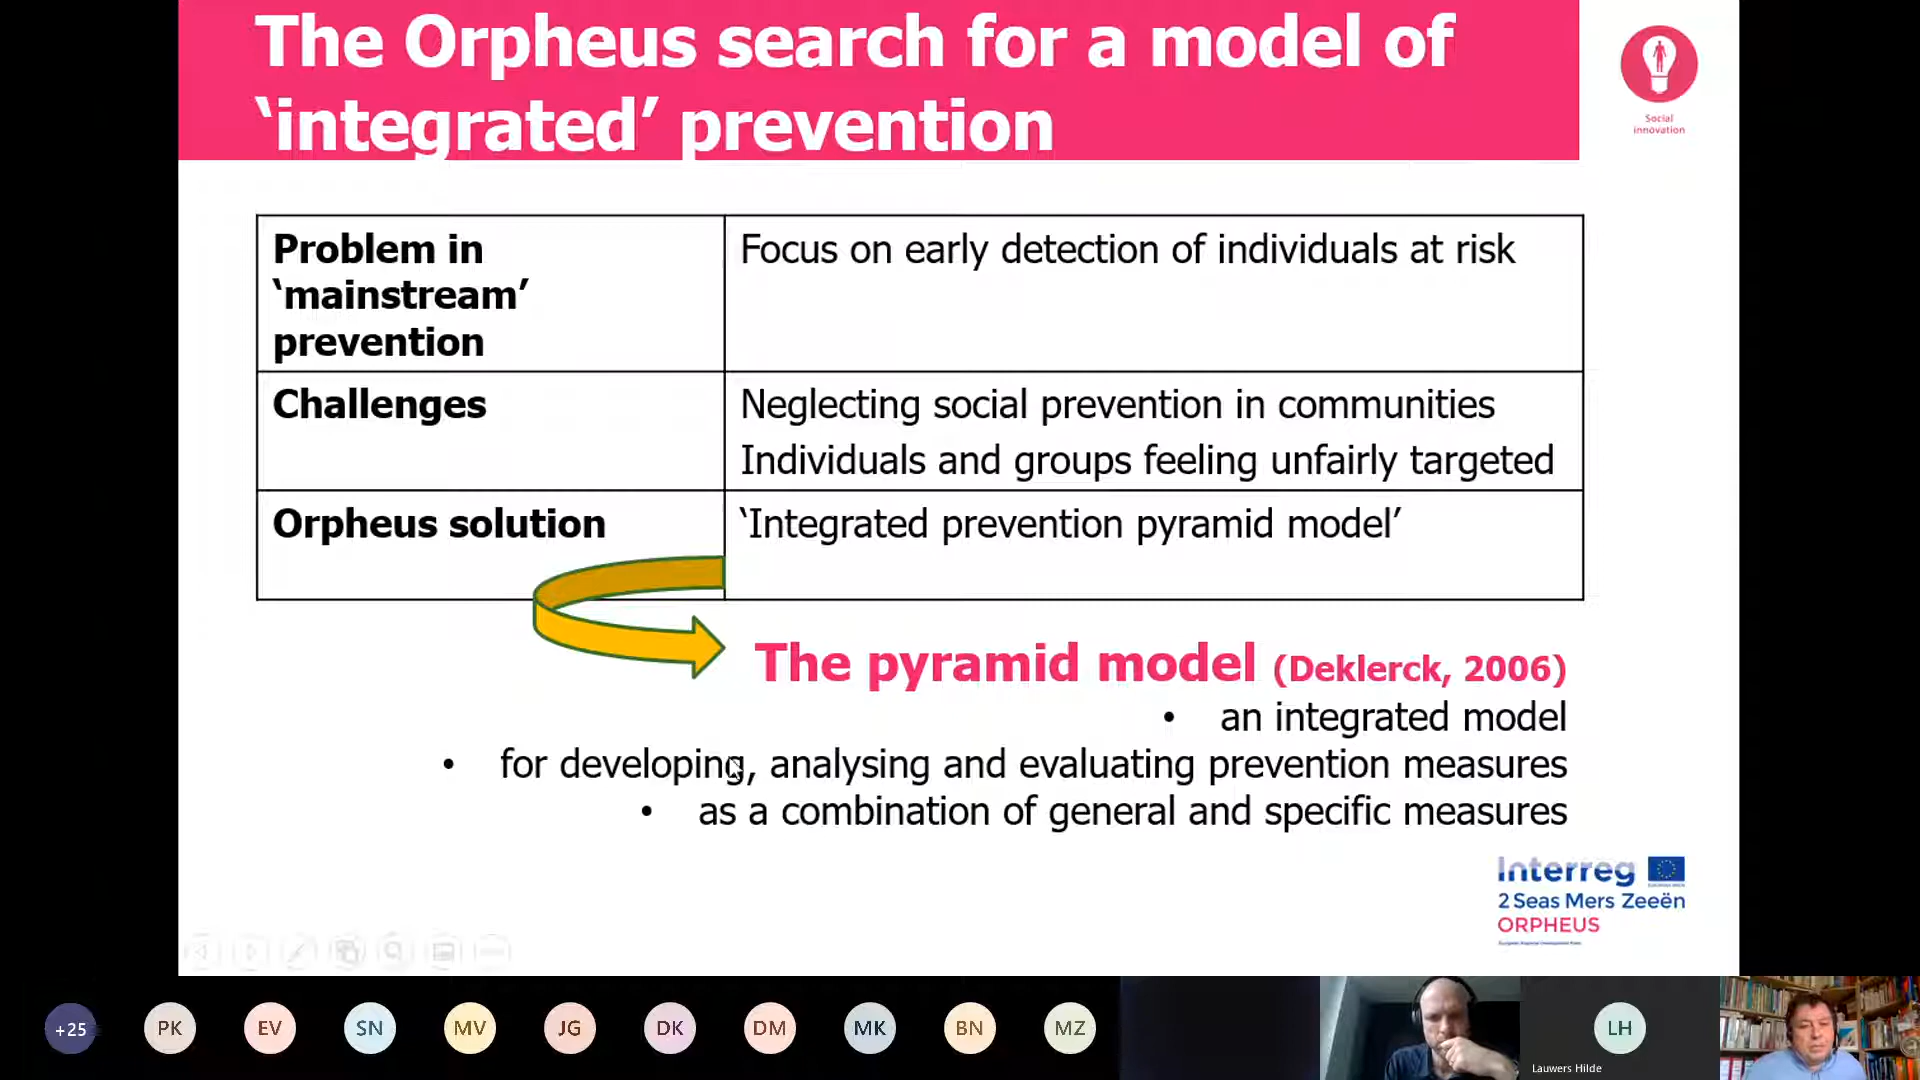 The Orpheus search for a model of
‘integrated’ prevention
Social
innovation
Problem in
‘mainstream’
prevention
Focus on early detection of individuals at risk
Challenges
Neglecting social prevention in communities
Individuals and groups feeling unfairly targeted
Orpheus solution
‘Integrated prevention pyramid model’
The pyramid model (Deklerck, 2006)
• an integrated model
• for developing, analysing and evaluating prevention measures
• as a combination of general and specific measures
Interreg
2 Seas Mers Zeeën
ORPHEUS
+25
PK
EV
SN
MV
JG
DK
DM
MK
BN
MZ
LH
Lauwers Hilde